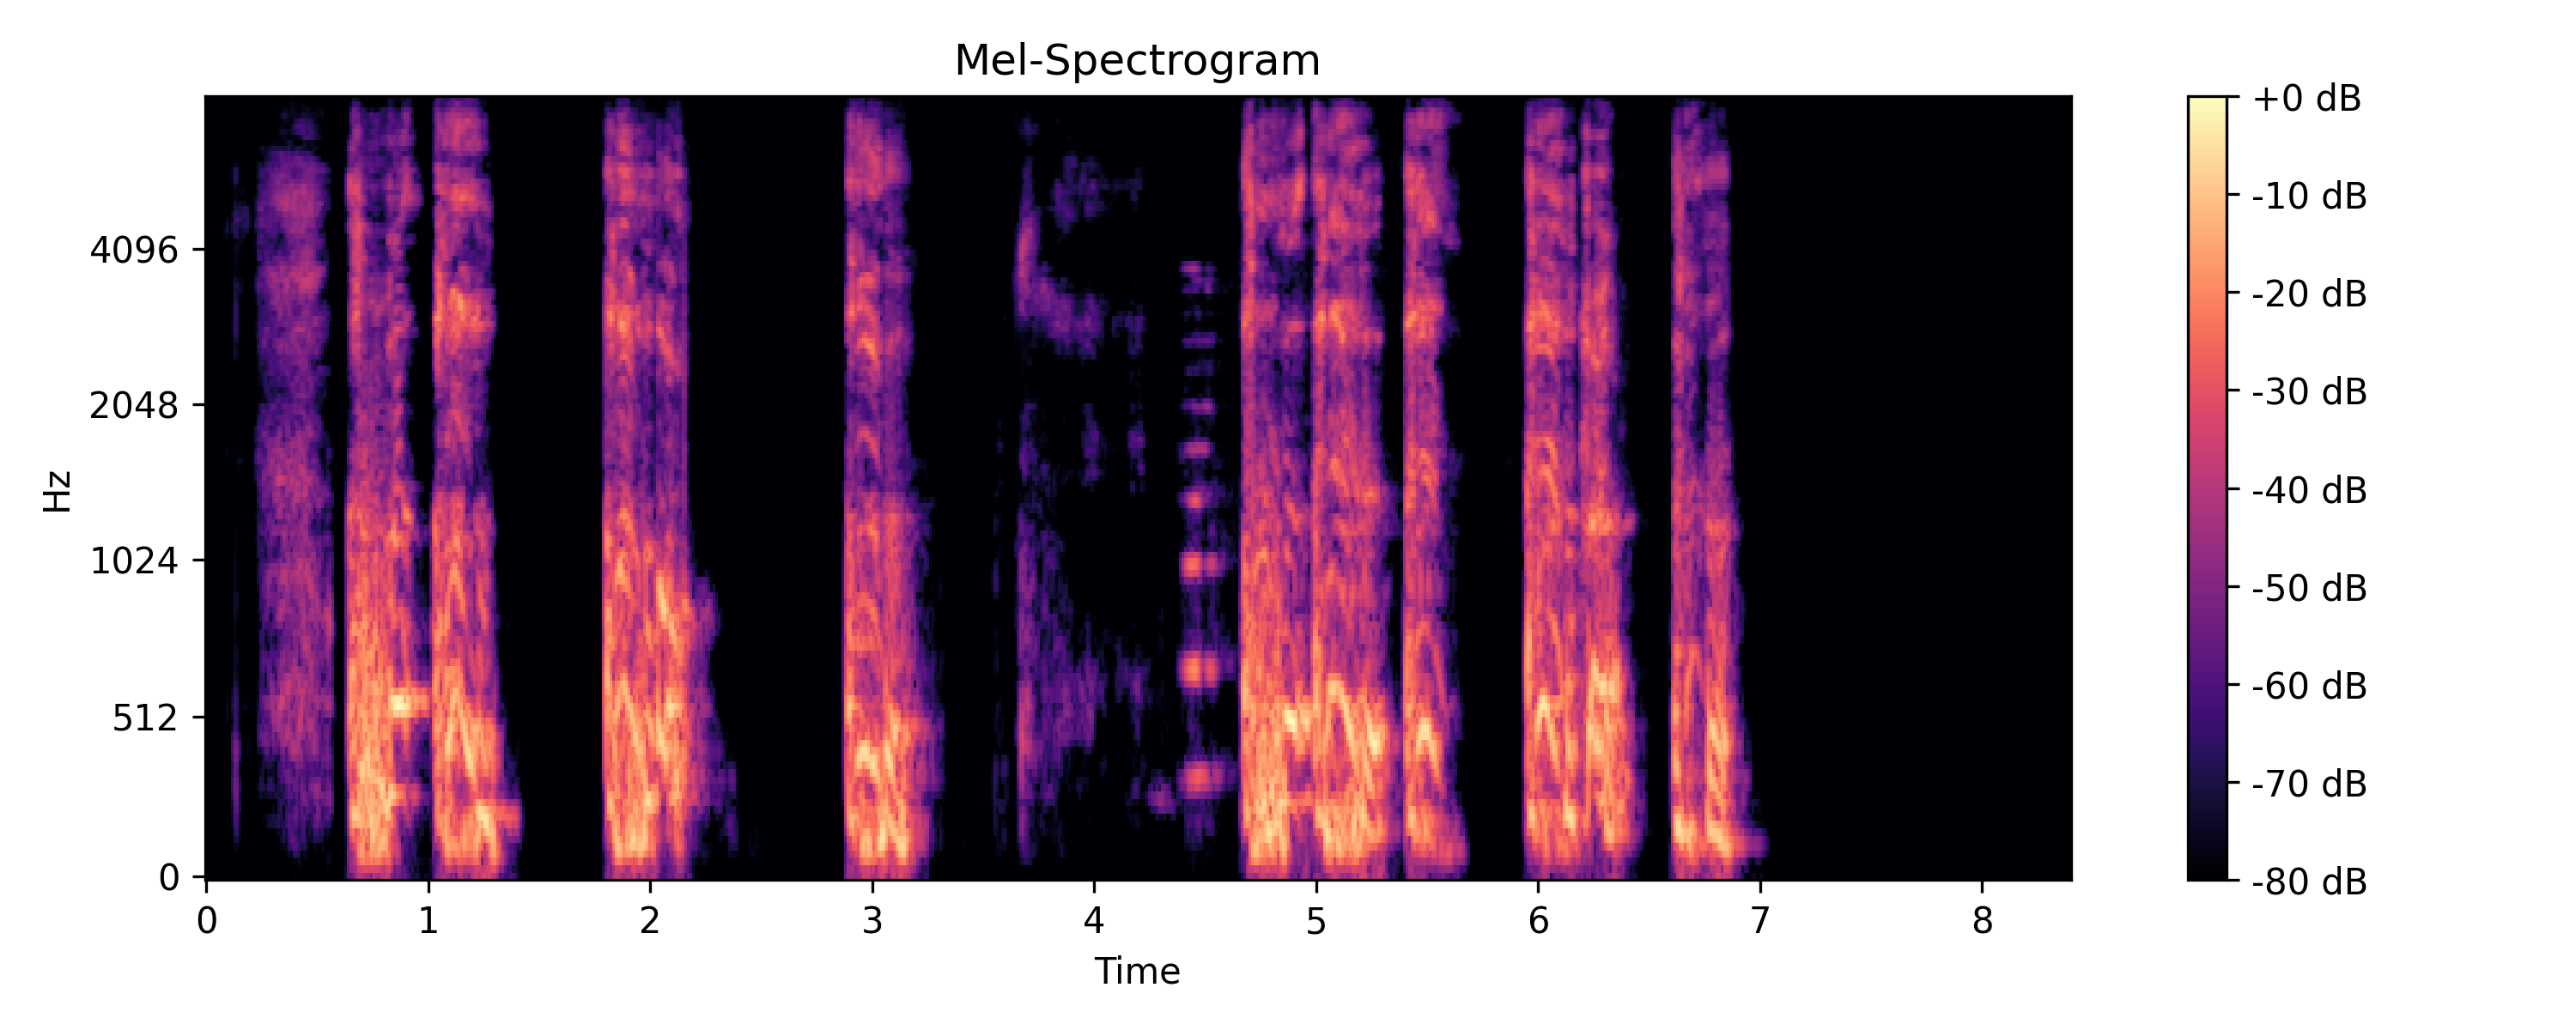 Mel-Spectrogram
+0 dB
-10 dB
-20 dB
-30 dB
-40 dB
-50 dB
-60 dB
-70 dB
-80 dB
4096
2048
1024
512
0
Hz
0 1 2 3 4 5 6 7 8
Time